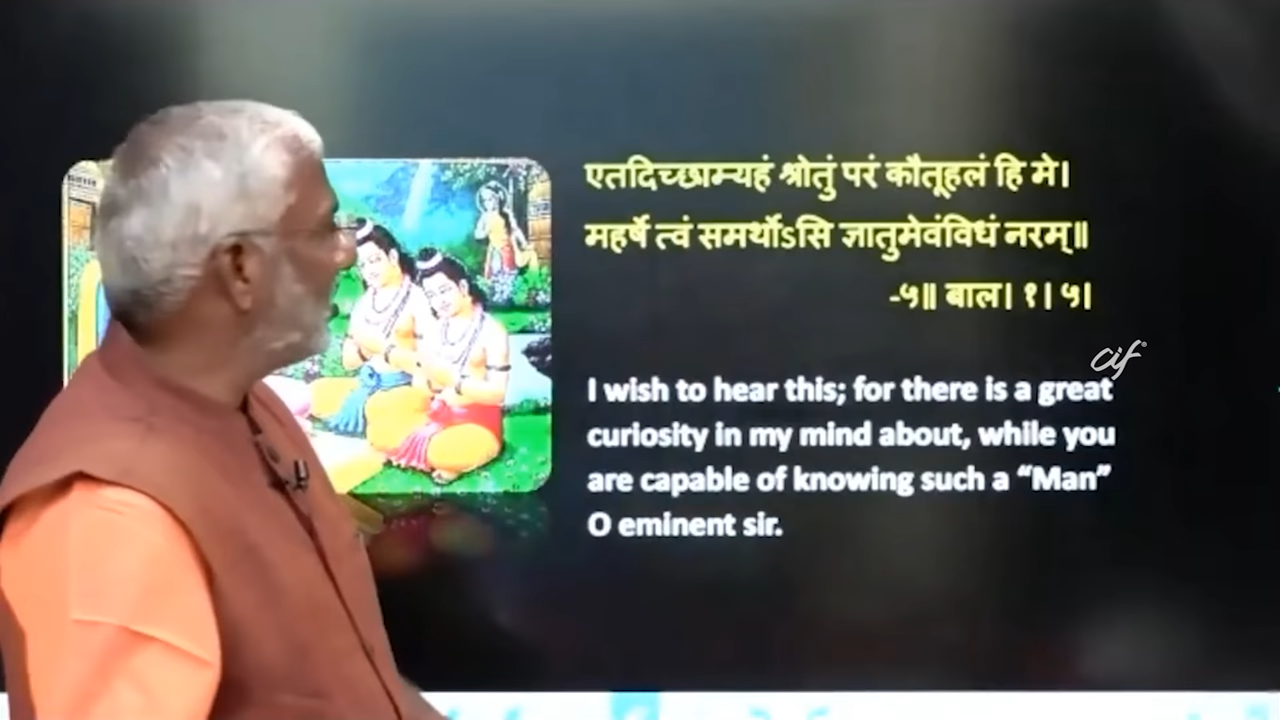 एतदिच्छाम्यहं श्रोतुं परं कौतूहलं हि मे।
महर्षे त्वं समर्थोऽसि ज्ञातुमेवंविधं नरम्॥
-५॥ बाल। १। ५।
cif
I wish to hear this; for there is a great
curiosity in my mind about, while you
are capable of knowing such a “Man”
O eminent sir.